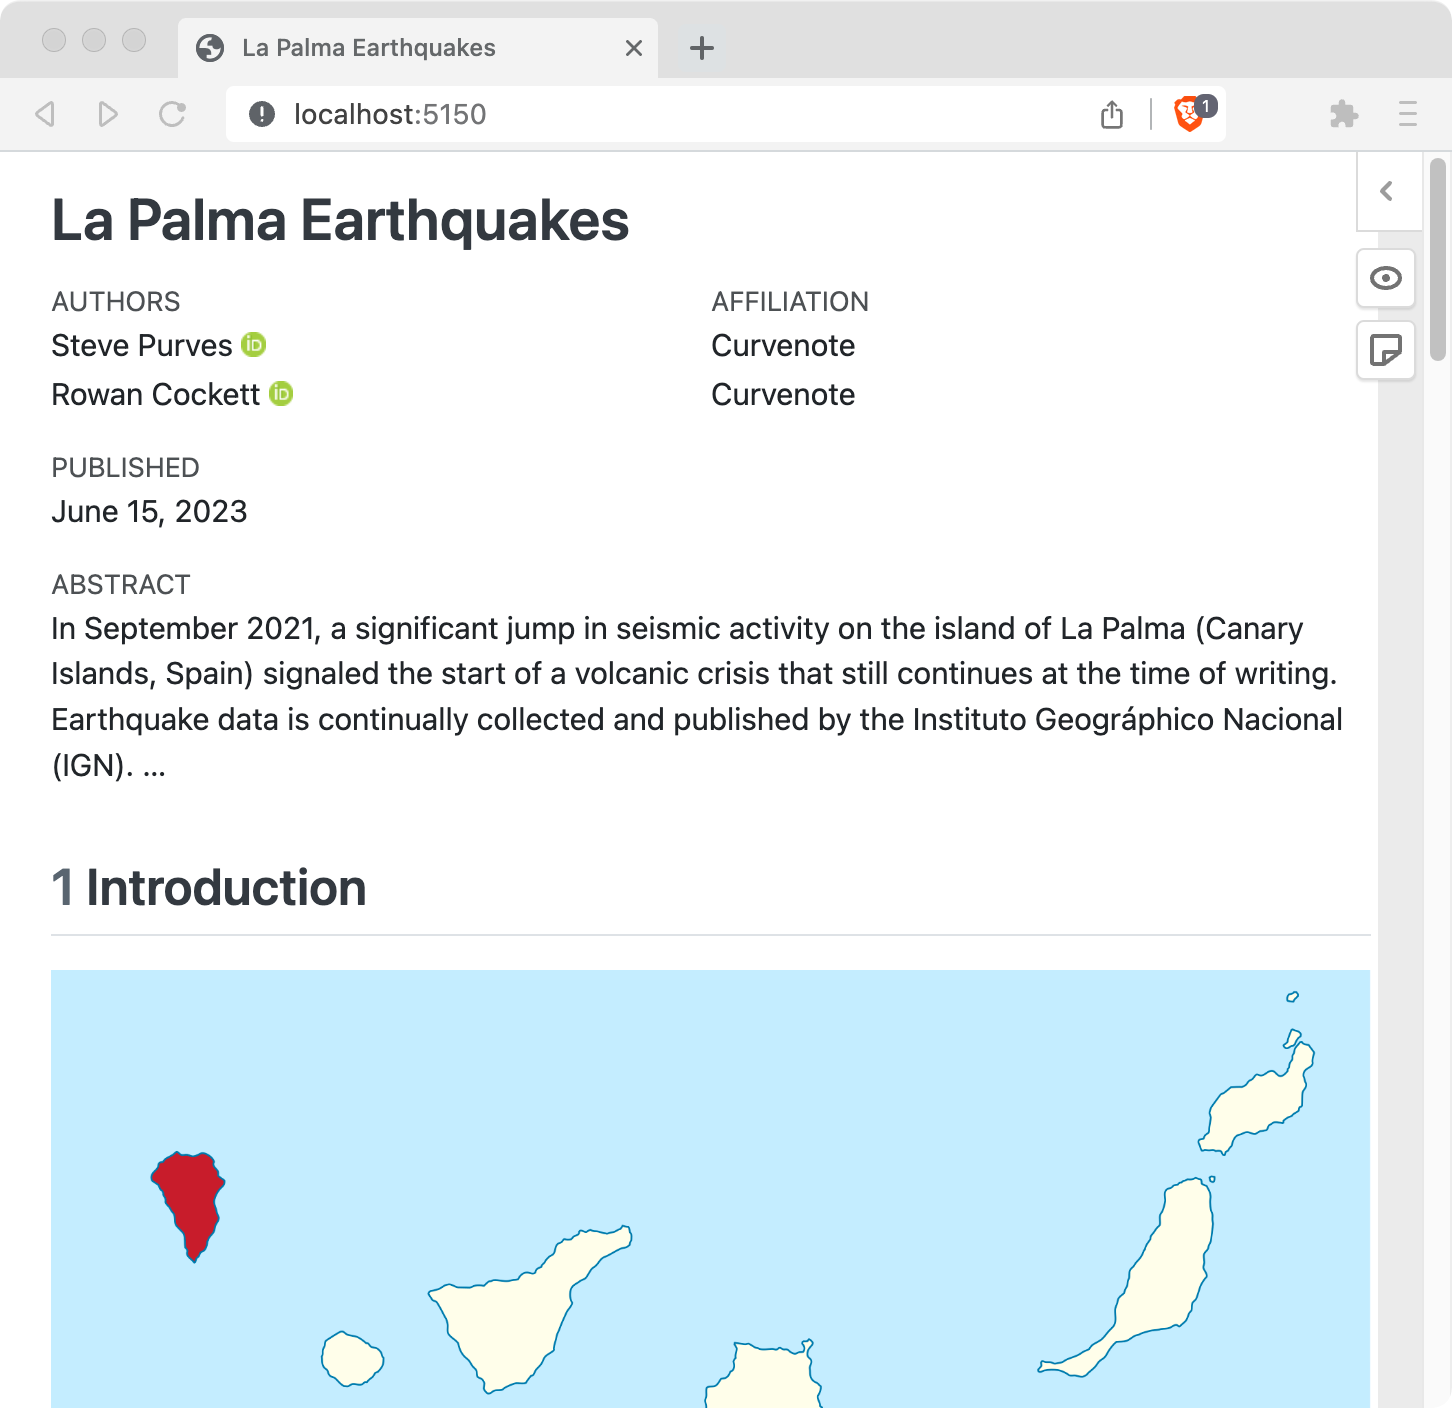 La Palma Earthquakes
localhost:5150
1
La Palma Earthquakes
AUTHORS
AFFILIATION
Steve Purves iD
Curvenote
Rowan Cockett iD
Curvenote
PUBLISHED
June 15, 2023
ABSTRACT
In September 2021, a significant jump in seismic activity on the island of La Palma (Canary
Islands, Spain) signaled the start of a volcanic crisis that still continues at the time of writing.
Earthquake data is continually collected and published by the Instituto Geográphico Nacional
(IGN). ...
1 Introduction